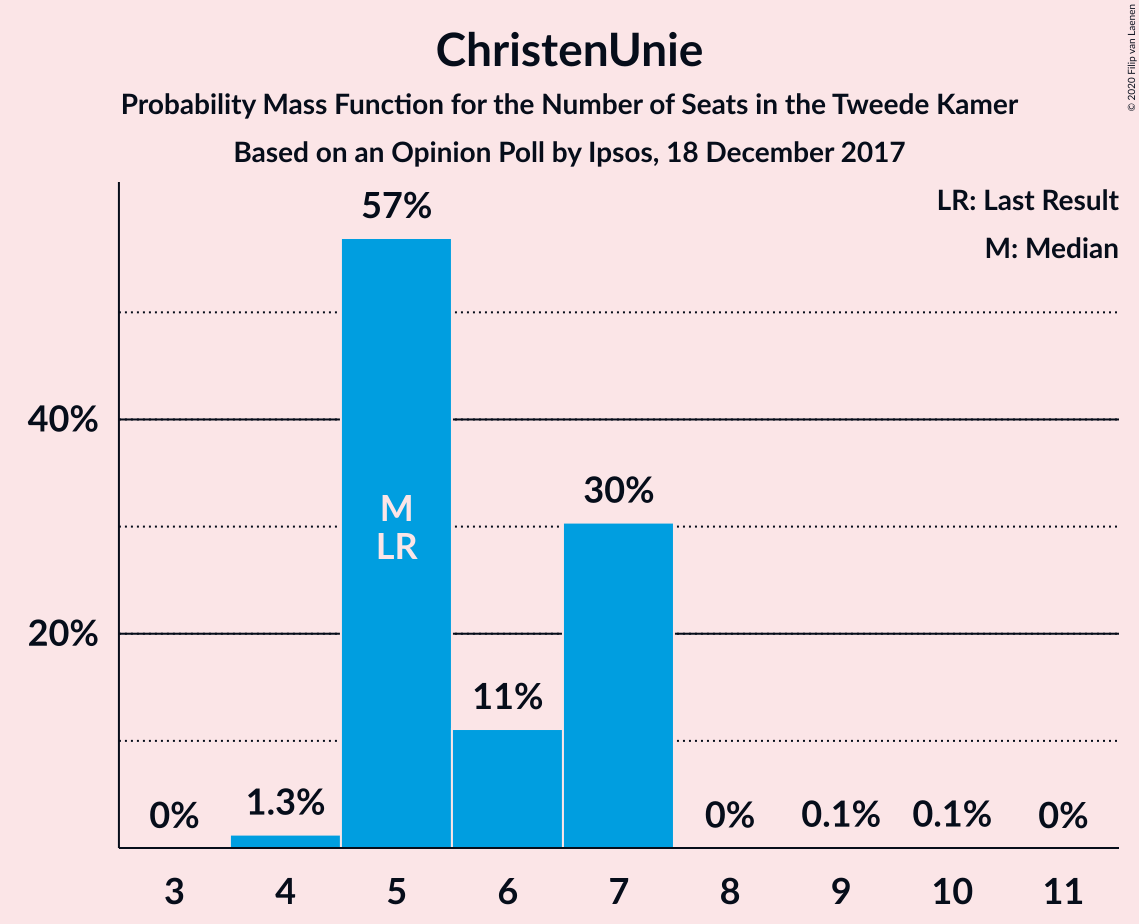 ChristenUnie
Probability Mass Function for the Number of Seats in the Tweede Kamer
Based on an Opinion Poll by Ipsos, 18 December 2017
© 2020 Filip van Laenen
LR: Last Result
M: Median
57%
40%
M
LR
30%
20%
11%
0%
1.3%
0%
0.1%
0.1%
0%
3
4
5
6
7
8
9
10
11